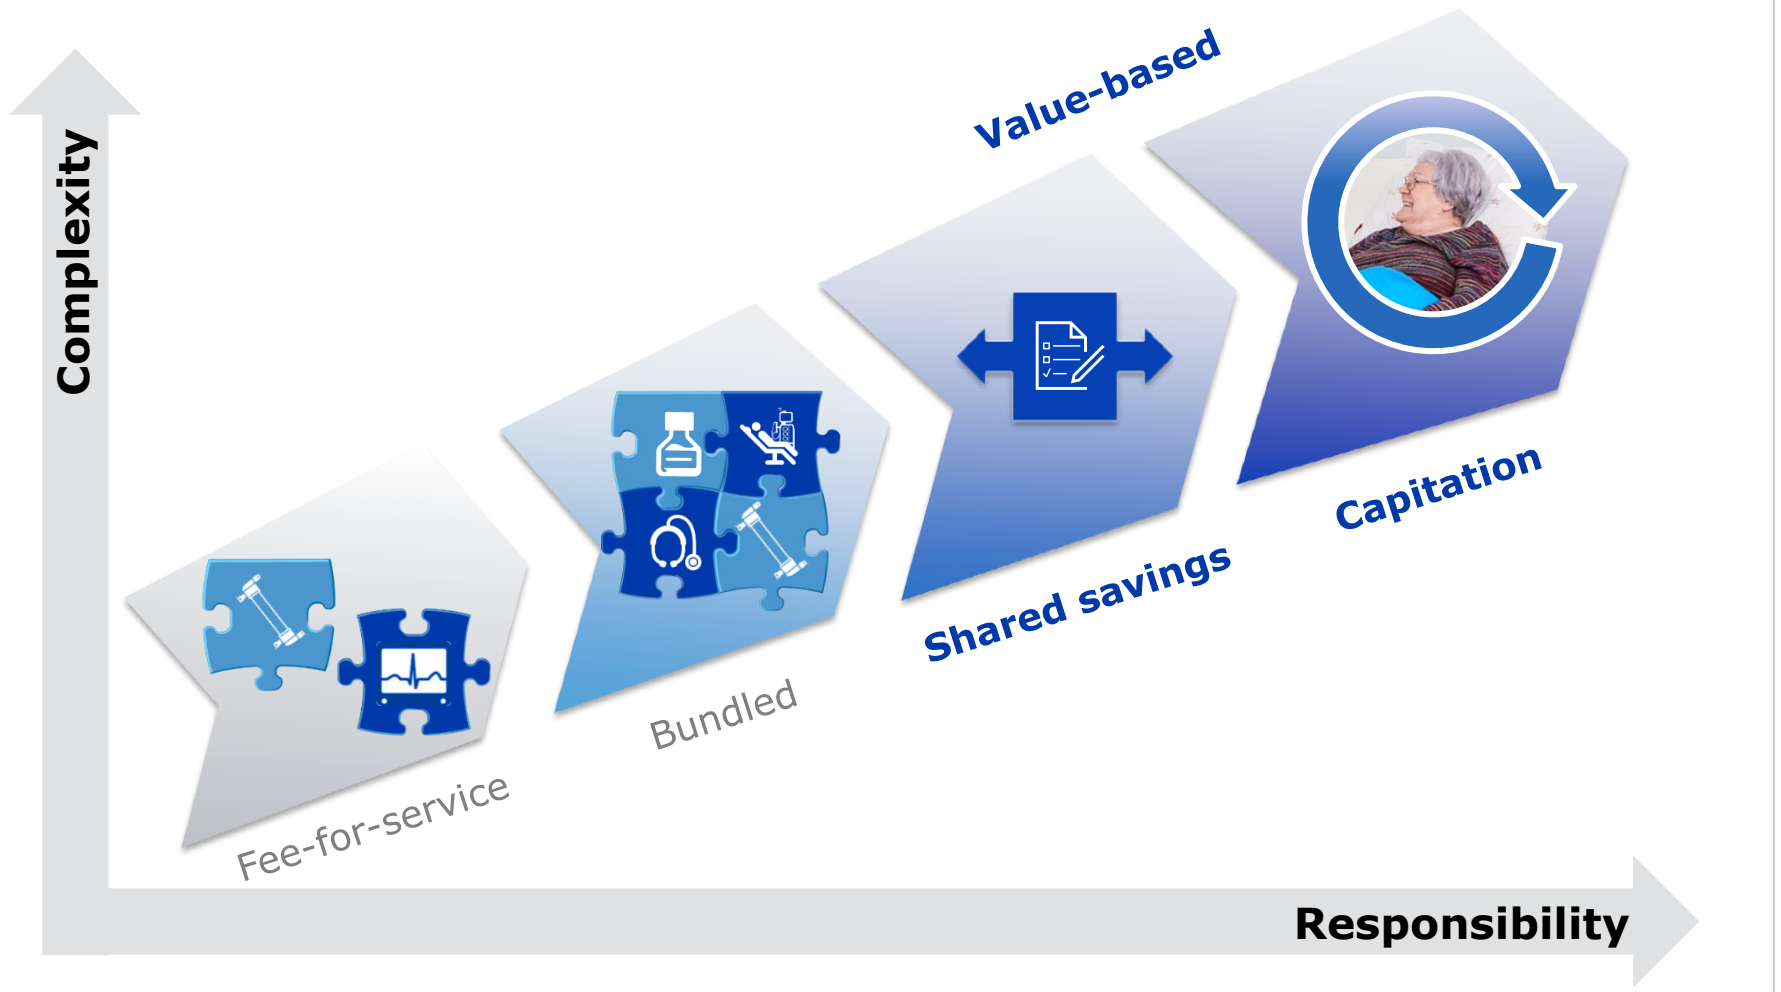 Complexity
Value-based
Capitation
Shared savings
Bundled
Fee-for-service
Responsibility